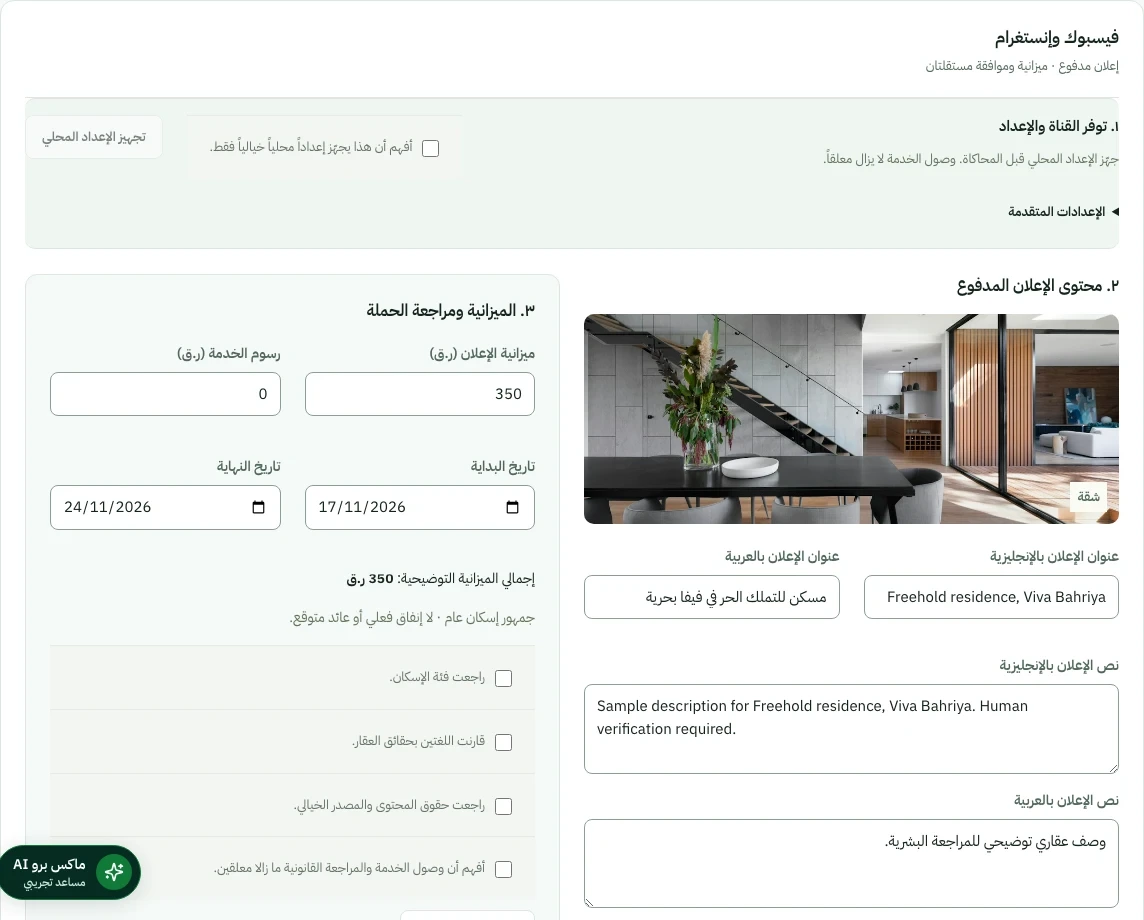 فيسبوك وإنستغرام
إعلان مدفوع · ميزانية وموافقة مستقلتان
١. توفر القناة والإعداد
جهّز الإعداد المحلي قبل المحاكاة. وصول الخدمة لا يزال معلقاً.
أفهم أن هذا يجهّز إعداداً محلياً خيالياً فقط.
تجهيز الإعداد المحلي
الإعدادات المتقدمة
٢. محتوى الإعلان المدفوع
شقة
عنوان الإعلان بالإنجليزية
Freehold residence, Viva Bahriya
عنوان الإعلان بالعربية
مسكن للتملك الحر في فيفا بحرية
نص الإعلان بالإنجليزية
Sample description for Freehold residence, Viva Bahriya. Human
verification required.
نص الإعلان بالعربية
وصف عقاري توضيحي للمراجعة البشرية.
٣. الميزانية ومراجعة الحملة
ميزانية الإعلان (ر.ق)
350
رسوم الخدمة (ر.ق)
0
تاريخ البداية
17/11/2026
تاريخ النهاية
24/11/2026
إجمالي الميزانية التوضيحية: 350 ر.ق
جمهور إسكان عام · لا إنفاق فعلي أو عائد متوقع.
راجعت فئة الإسكان.
قارنت اللغتين بحقائق العقار.
راجعت حقوق المحتوى والمصدر الخيالي.
أفهم أن وصول الخدمة والمراجعة القانونية ما زالا معلقين.
ماكس برو AI
مساعد تجريبي